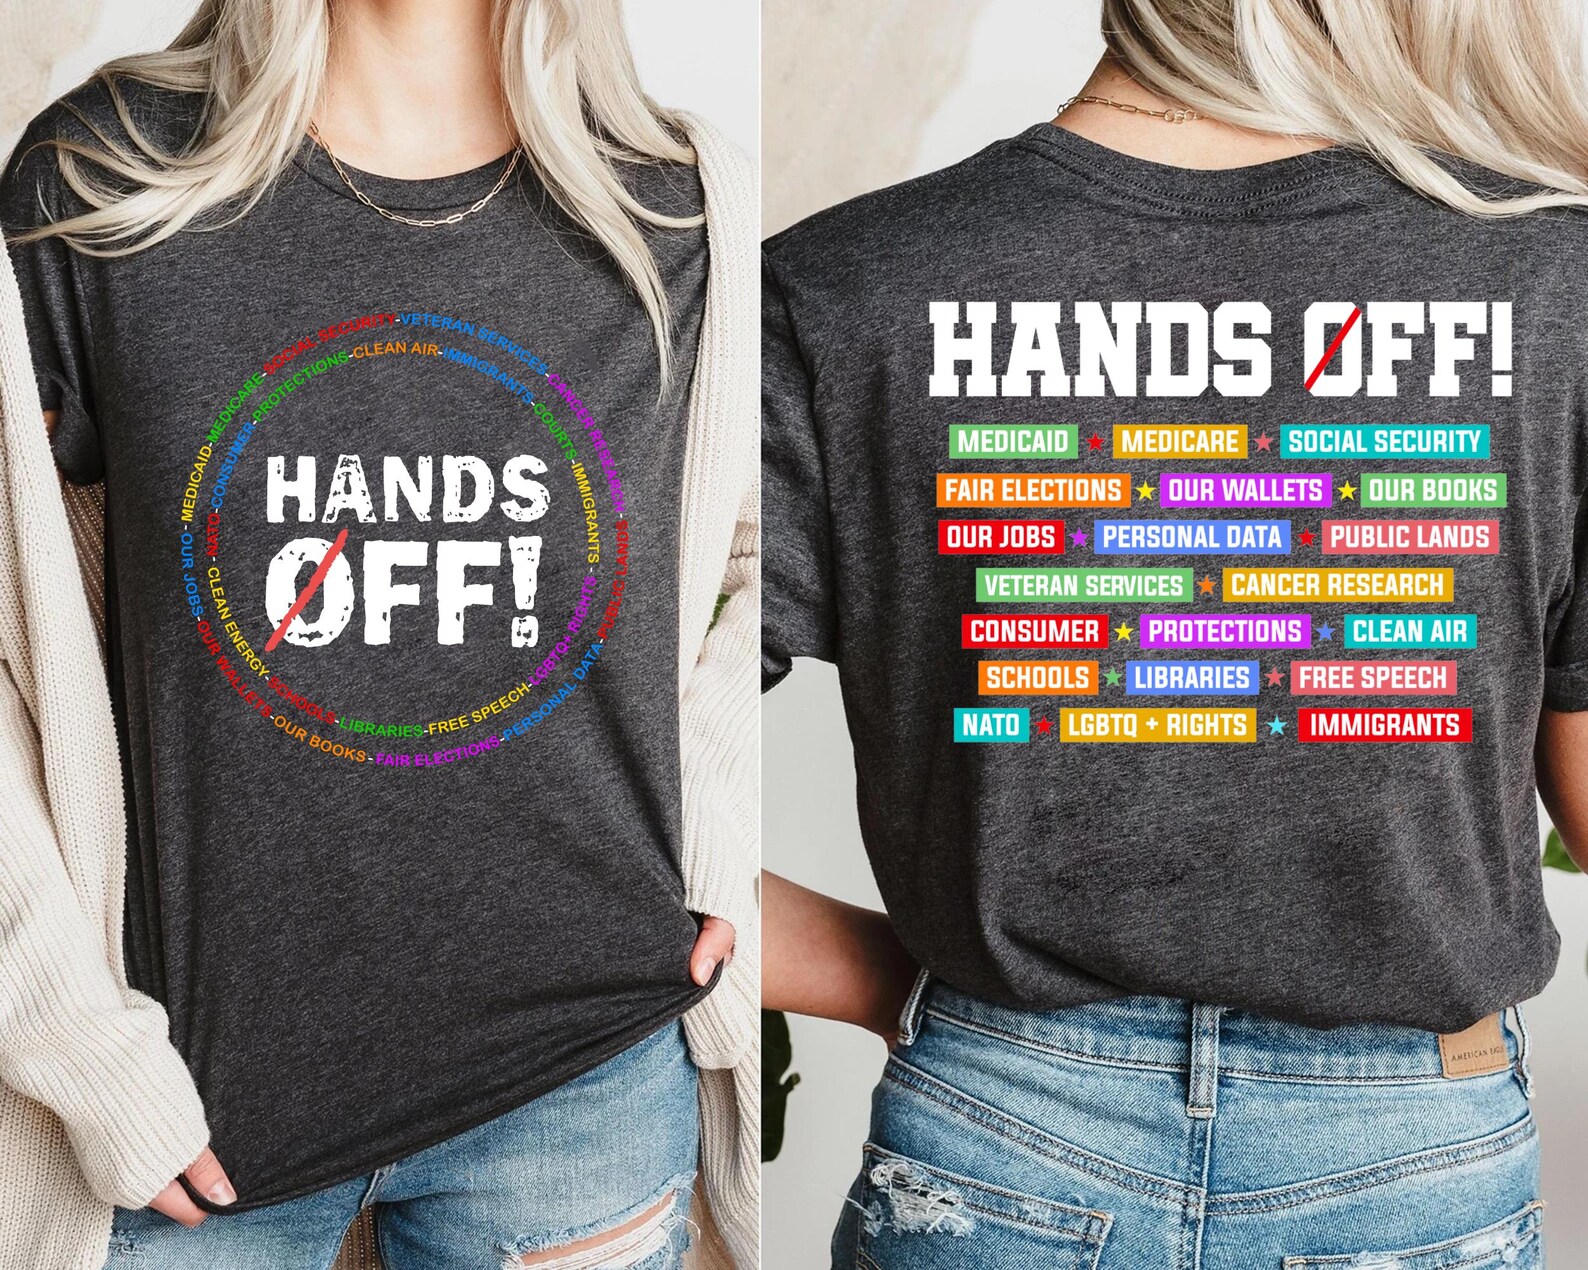 SOCIAL SECURITY-VETERAN SERVICES-CANCER RESEARCH-PUBLIC LANDS-PERSONAL DATA-FAIR ELECTIONS-OUR BOOKS-OUR WALLETS-OUR JOBS-MEDICAID-MEDICARE-
CLEAN AIR-IMMIGRANTS-COURTS-IMMIGRANTS-LGBTQ+ RIGHTS-FREE SPEECH-LIBRARIES-SCHOOLS-CLEAN ENERGY-NATO-CONSUMER-PROTECTIONS-
HANDS
OFF!
HANDS OFF!
MEDICAID ★ MEDICARE ★ SOCIAL SECURITY
FAIR ELECTIONS ★ OUR WALLETS ★ OUR BOOKS
OUR JOBS ★ PERSONAL DATA ★ PUBLIC LANDS
VETERAN SERVICES ★ CANCER RESEARCH
CONSUMER ★ PROTECTIONS ★ CLEAN AIR
SCHOOLS ★ LIBRARIES ★ FREE SPEECH
NATO ★ LGBTQ + RIGHTS ★ IMMIGRANTS
AMERICAN EAGLE